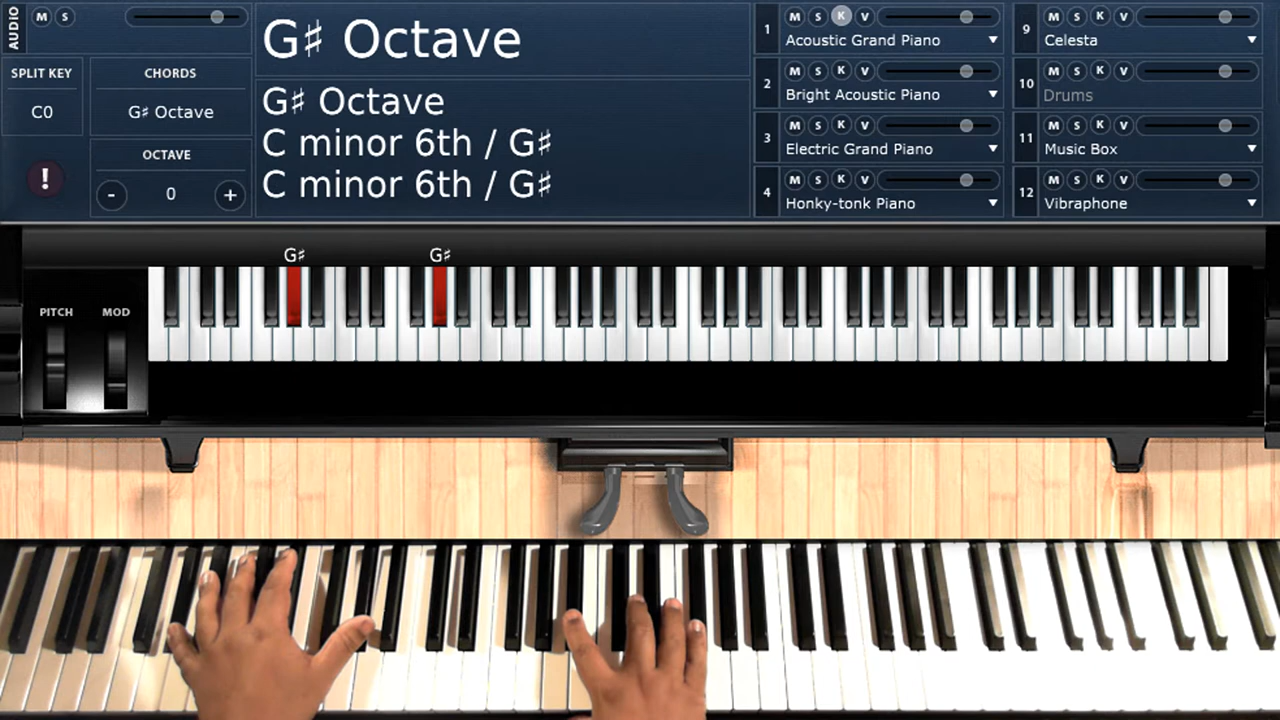 AUDIO
M S
SPLIT KEY
C0
!
CHORDS
G♯ Octave
OCTAVE
- 0 +
G♯ Octave
G♯ Octave
C minor 6th / G♯
C minor 6th / G♯
1 M S K V
Acoustic Grand Piano
2 M S K V
Bright Acoustic Piano
3 M S K V
Electric Grand Piano
4 M S K V
Honky-tonk Piano
9 M S K V
Celesta
10 M S K V
Drums
11 M S K V
Music Box
12 M S K V
Vibraphone
G♯ G♯
PITCH MOD